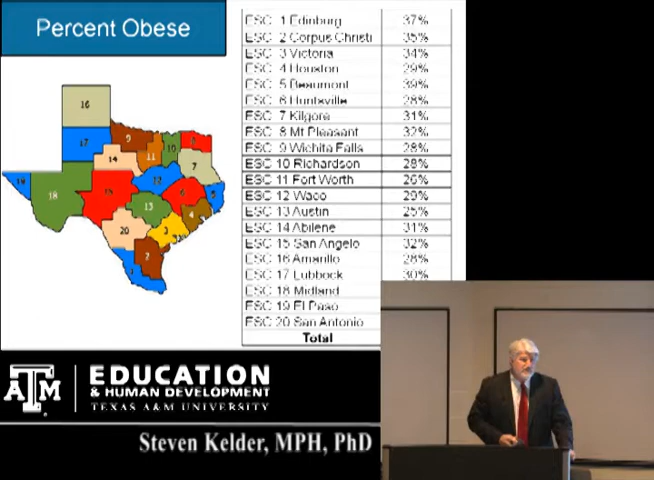 Percent Obese
ESC 1 Edinburg 37%
ESC 2 Corpus Christi 35%
ESC 3 Victoria 34%
ESC 4 Houston 29%
ESC 5 Beaumont 39%
ESC 6 Huntsville 28%
ESC 7 Kilgore 31%
ESC 8 Mt Pleasant 32%
ESC 9 Wichita Falls 28%
ESC 10 Richardson 28%
ESC 11 Fort Worth 26%
ESC 12 Waco 29%
ESC 13 Austin 25%
ESC 14 Abilene 31%
ESC 15 San Angelo 32%
ESC 16 Amarillo 28%
ESC 17 Lubbock 30%
ESC 18 Midland
ESC 19 El Paso
ESC 20 San Antonio
Total
16
17
9
14
11
10
8
7
19
18
15
12
6
5
13
4
20
3
2
1
ATM
EDUCATION
& HUMAN DEVELOPMENT
TEXAS A&M UNIVERSITY
Steven Kelder, MPH, PhD